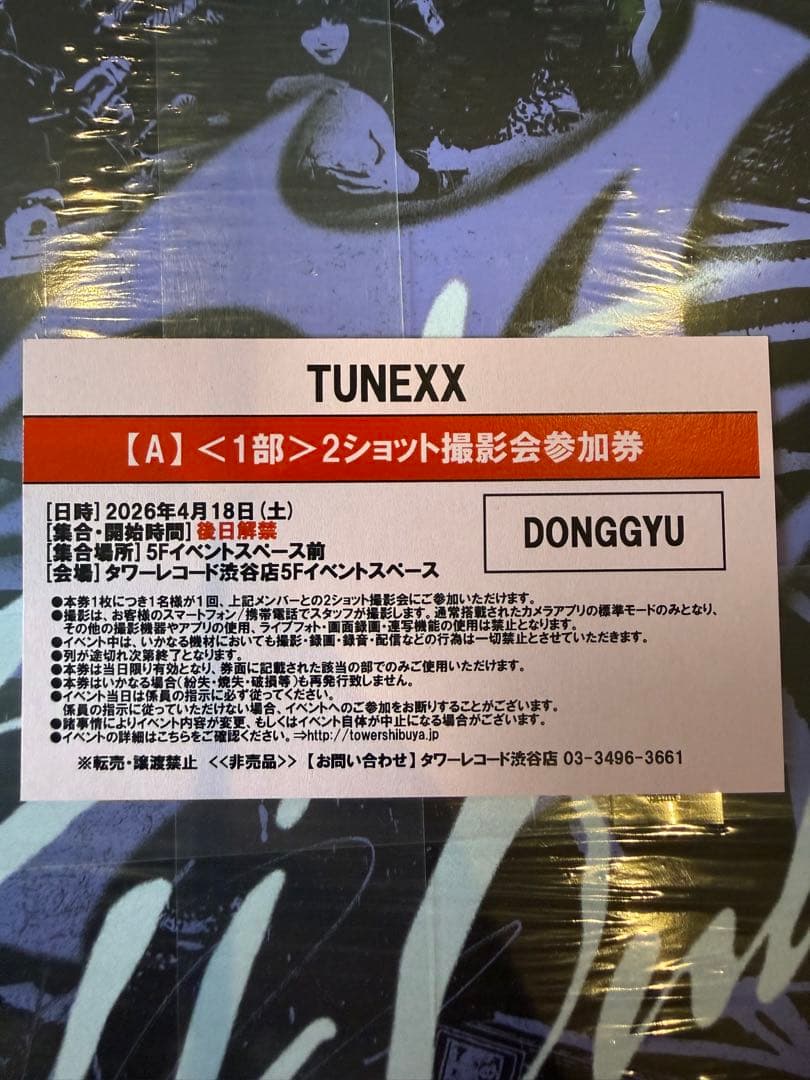 TUNEXX
【A】＜1部＞2ショット撮影会参加券
[日時] 2026年4月18日(土)
[集合・開始時間] 後日解禁
[集合場所] 5Fイベントスペース前
[会場] タワーレコード渋谷店5Fイベントスペース
DONGGYU
●本券1枚につき1名様が1回、上記メンバーとの2ショット撮影会にご参加いただけます。
●撮影は、お客様のスマートフォン/携帯電話でスタッフが撮影します。通常搭載されたカメラアプリの標準モードのみとなり、
その他の撮影機器やアプリの使用、ライブフォト・画面録画・連写機能の使用は禁止となります。
●イベント中は、いかなる機材においても撮影・録画・録音・配信などの行為は一切禁止とさせていただきます。
●列が途切れ次第終了となります。
●本券は当日限り有効となり、券面に記載された該当の部でのみご使用いただけます。
●本券はいかなる場合(紛失・焼失・破損等)も再発行致しません。
●イベント当日は係員の指示に必ず従ってください。
係員の指示に従っていただけない場合、イベントへのご参加をお断りすることがございます。
●諸事情によりイベント内容が変更、もしくはイベント自体が中止になる場合がございます。
●イベントの詳細はこちらをご確認ください。⇒http://towershibuya.jp
※転売・譲渡禁止 <<非売品>> 【お問い合わせ】タワーレコード渋谷店 03-3496-3661